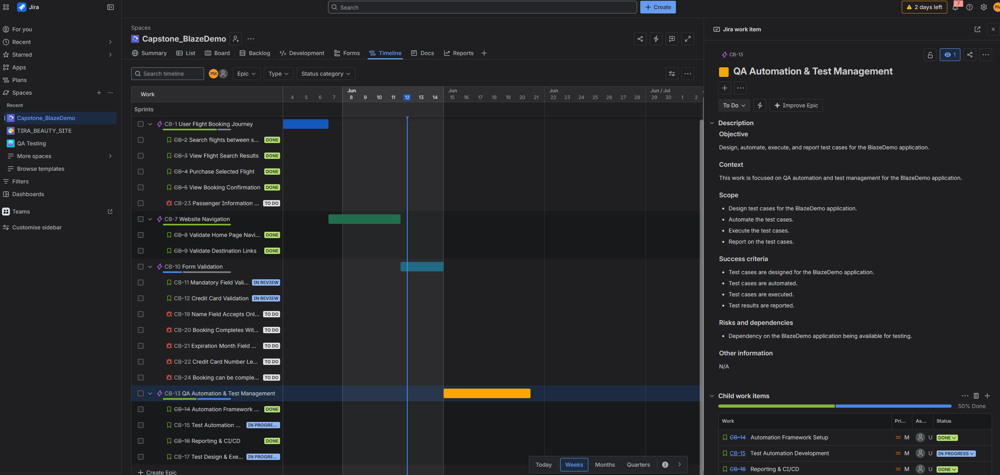 Jira
Search
Create
2 days left
7
PM
For you
Recent
Starred
Apps
Plans
Spaces
Recent
Capstone_BlazeDemo
TIRA_BEAUTY_SITE
QA Testing
More spaces
Browse templates
Filters
Dashboards
Teams
Customise sidebar
Spaces
Capstone_BlazeDemo
Summary
List
Board
Backlog
Development
Forms
Timeline
Docs
Reports
Search timeline
PM
Epic
Type
Status category
Work
Jun
Jun
Jun
Jun / Jul
4 5 6 7 8 9 10 11 12 13 14 15 16 17 18 19 20 21 22 23 24 25 26 27 28 29 30 1 2
Sprints
CB-1 User Flight Booking Journey
CB-2 Search flights between s... DONE
CB-3 View Flight Search Results DONE
CB-4 Purchase Selected Flight DONE
CB-5 View Booking Confirmation DONE
CB-23 Passenger Information ... TO DO
CB-7 Website Navigation
CB-8 Validate Home Page Navi... DONE
CB-9 Validate Destination Links DONE
CB-10 Form Validation
CB-11 Mandatory Field Vali... IN REVIEW
CB-12 Credit Card Validation IN REVIEW
CB-19 Name Field Accepts Onl... TO DO
CB-20 Booking Completes Wit... TO DO
CB-21 Expiration Month Field ... TO DO
CB-22 Credit Card Number Le... TO DO
CB-24 Booking can be comple... TO DO
CB-13 QA Automation & Test Management
CB-14 Automation Framework ... DONE
CB-15 Test Automation ... IN PROGRE...
CB-16 Reporting & CI/CD DONE
CB-17 Test Design & Exe... IN PROGRE...
Create Epic
Today
Weeks
Months
Quarters
Jira work item
CB-13
1
QA Automation & Test Management
To Do
Improve Epic
Description
Objective
Design, automate, execute, and report test cases for the BlazeDemo application.
Context
This work is focused on QA automation and test management for the BlazeDemo application.
Scope
• Design test cases for the BlazeDemo application.
• Automate the test cases.
• Execute the test cases.
• Report on the test cases.
Success criteria
• Test cases are designed for the BlazeDemo application.
• Test cases are automated.
• Test cases are executed.
• Test results are reported.
Risks and dependencies
• Dependency on the BlazeDemo application being available for testing.
Other information
N/A
Child work items
50% Done
Work Pri... As... Status
CB-14 Automation Framework Setup M U DONE
CB-15 Test Automation Development M U IN PROGRESS
CB-16 Reporting & CI/CD M U DONE